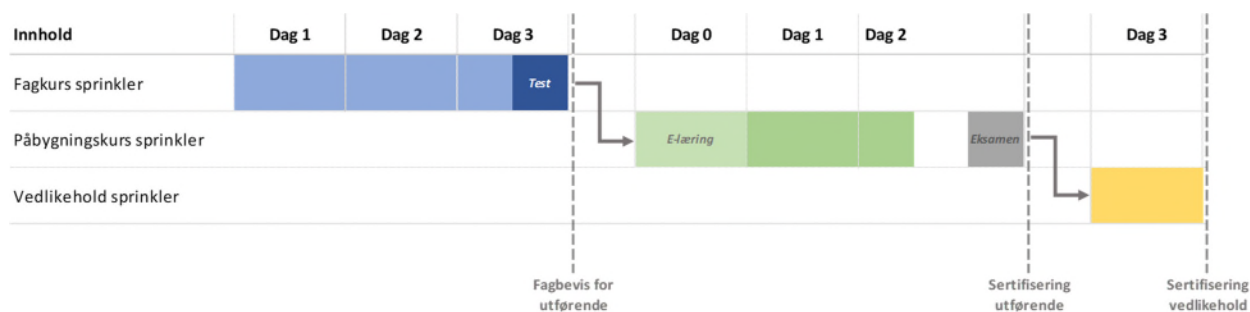 Innhold Dag 1 Dag 2 Dag 3 Dag 0 Dag 1 Dag 2 Dag 3
Fagkurs sprinkler Test
Påbygningskurs sprinkler E-læring Eksamen
Vedlikehold sprinkler
Fagbevis for
utførende
Sertifisering
utførende
Sertifisering
vedlikehold